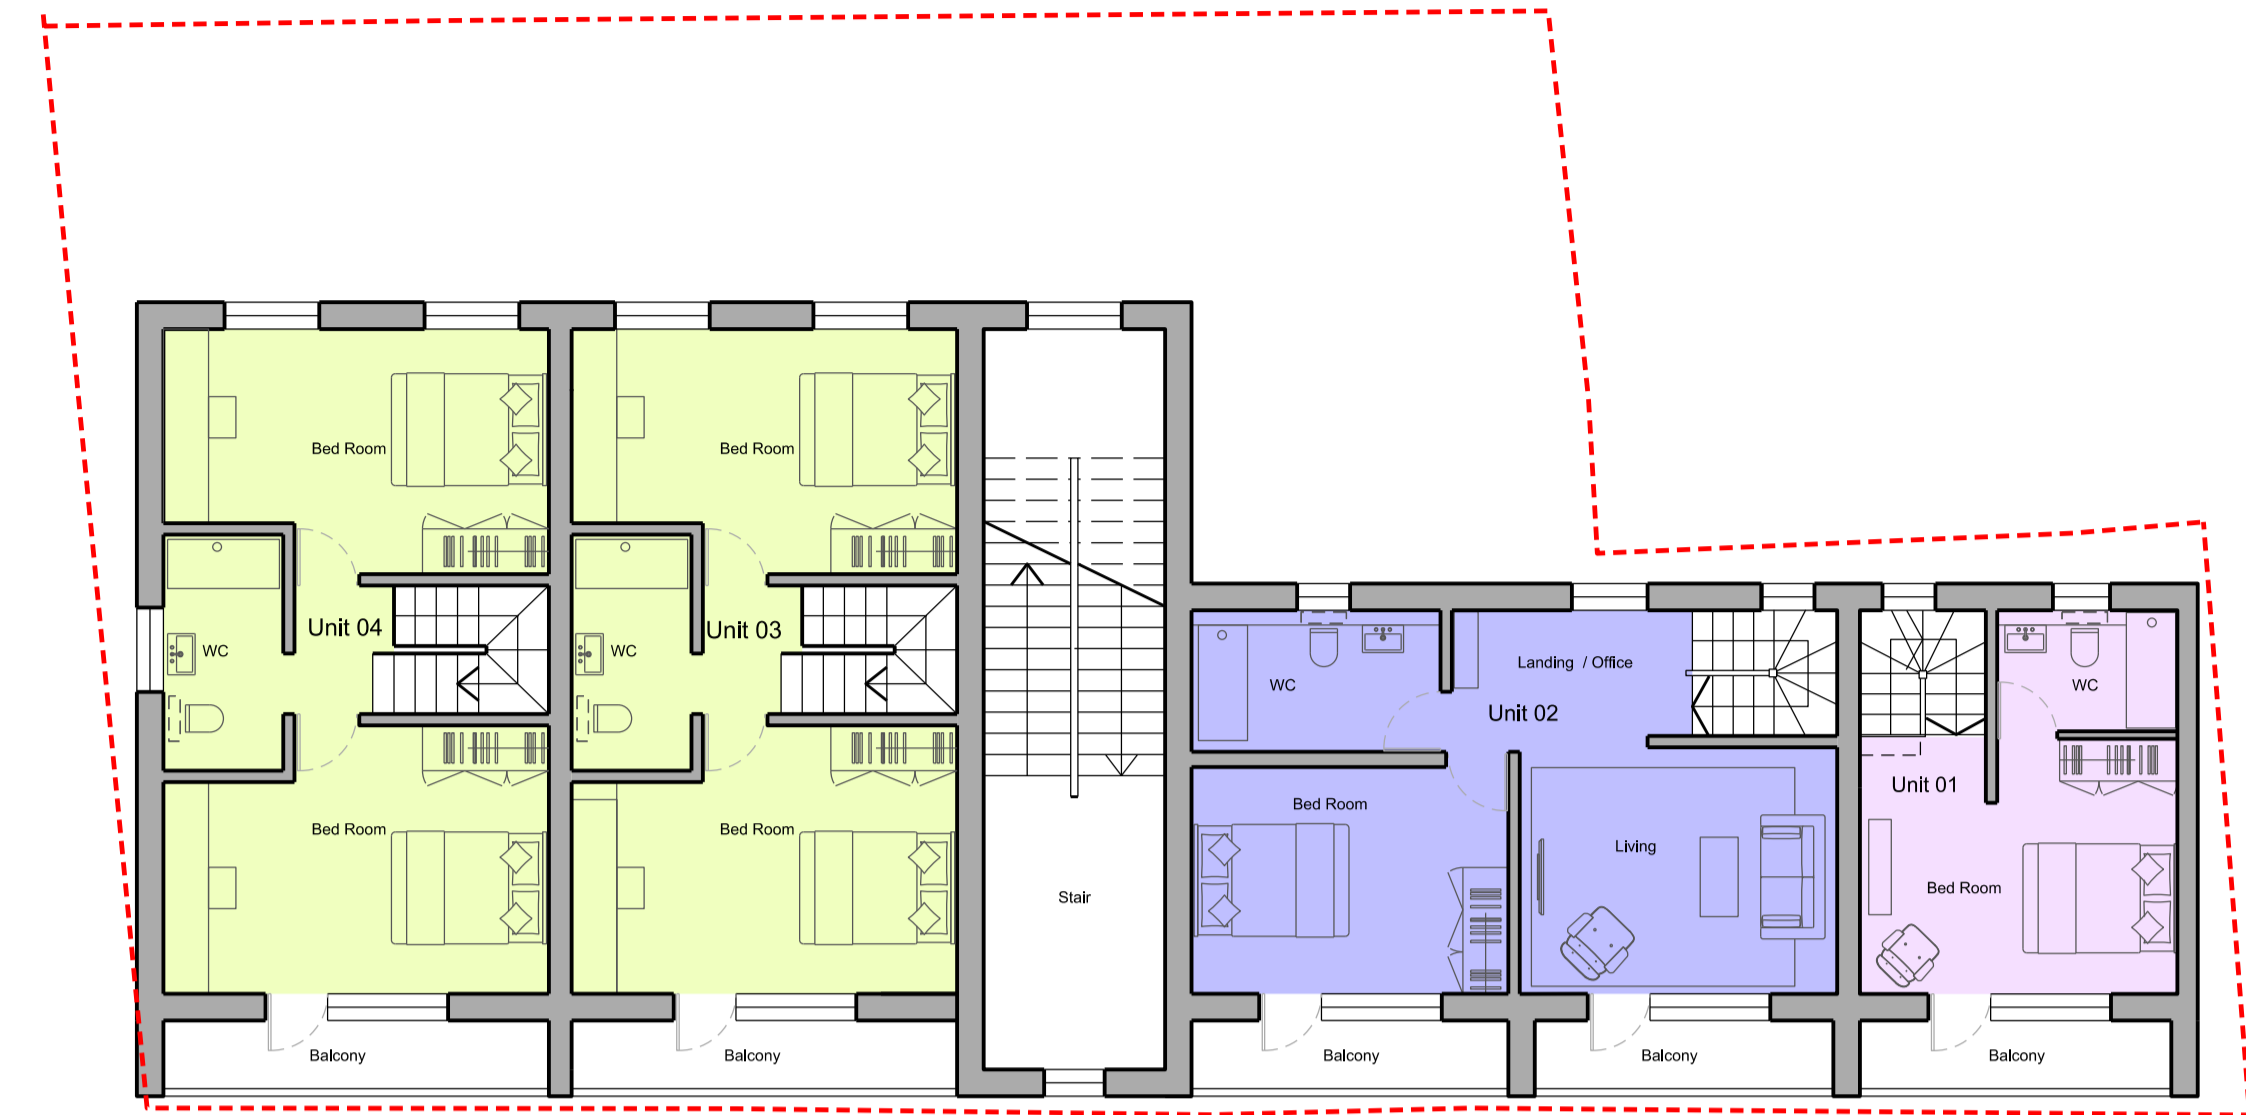 Bed Room
Bed Room
Unit 04
Unit 03
WC
WC
Landing / Office
WC
WC
Unit 02
Unit 01
Bed Room
Bed Room
Bed Room
Living
Bed Room
Stair
Balcony
Balcony
Balcony
Balcony
Balcony